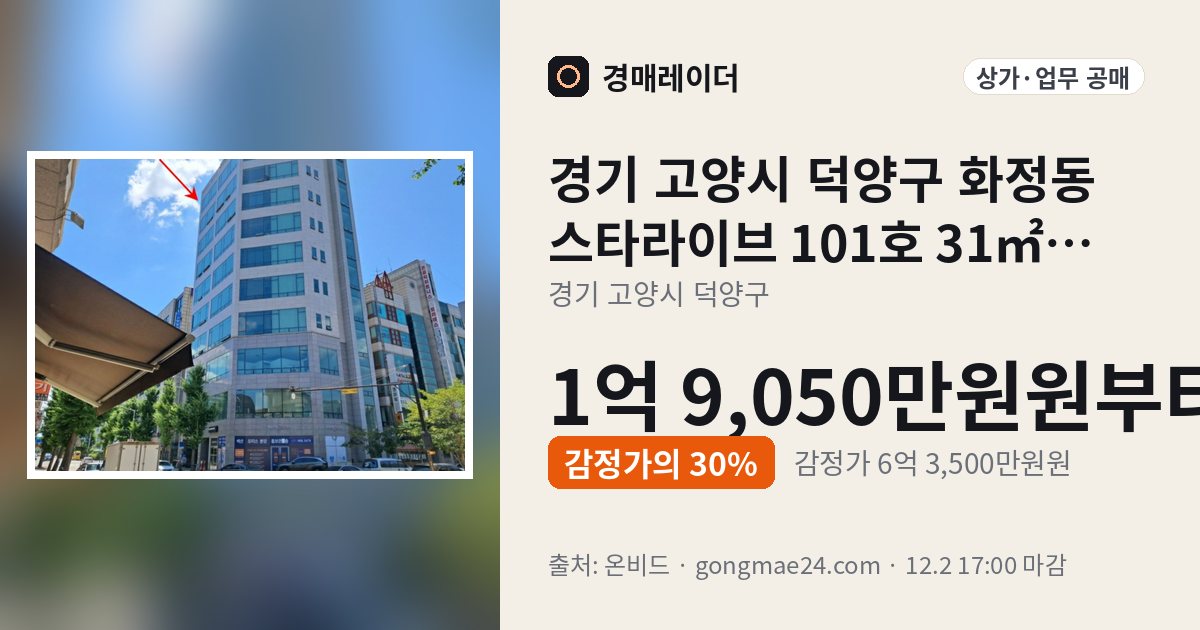 경매레이더
상가·업무 공매
경기 고양시 덕양구 화정동
스타라이브 101호 31㎡…
경기 고양시 덕양구
1억 9,050만원원부터
감정가의 30%
감정가 6억 3,500만원원
출처: 온비드 · gongmae24.com · 12.2 17:00 마감